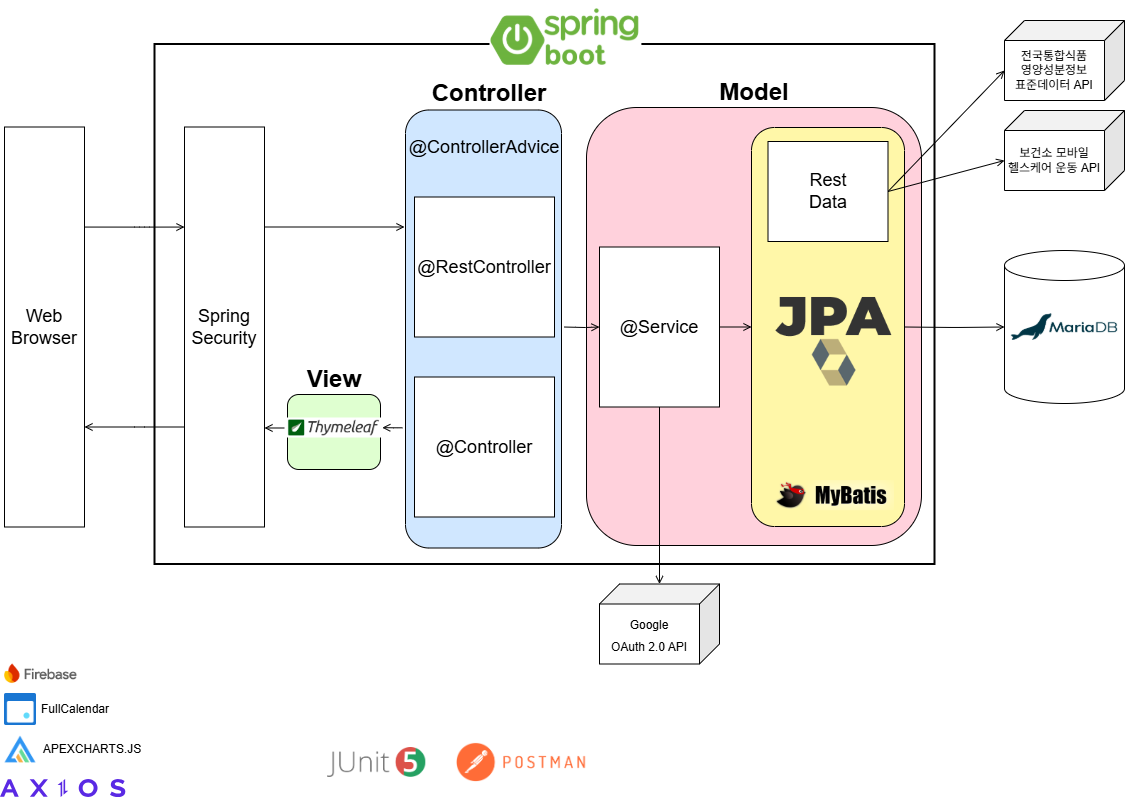 spring
boot
Controller
Model
전국통합식품
영양성분정보
표준데이터 API
보건소 모바일
헬스케어 운동 API
@ControllerAdvice
Rest
Data
@RestController
Web
Browser
Spring
Security
@Service
JPA
MariaDB
View
Thymeleaf
@Controller
MyBatis
Google
OAuth 2.0 API
Firebase
FullCalendar
APEXCHARTS.JS
AXIOS
JUnit 5
POSTMAN